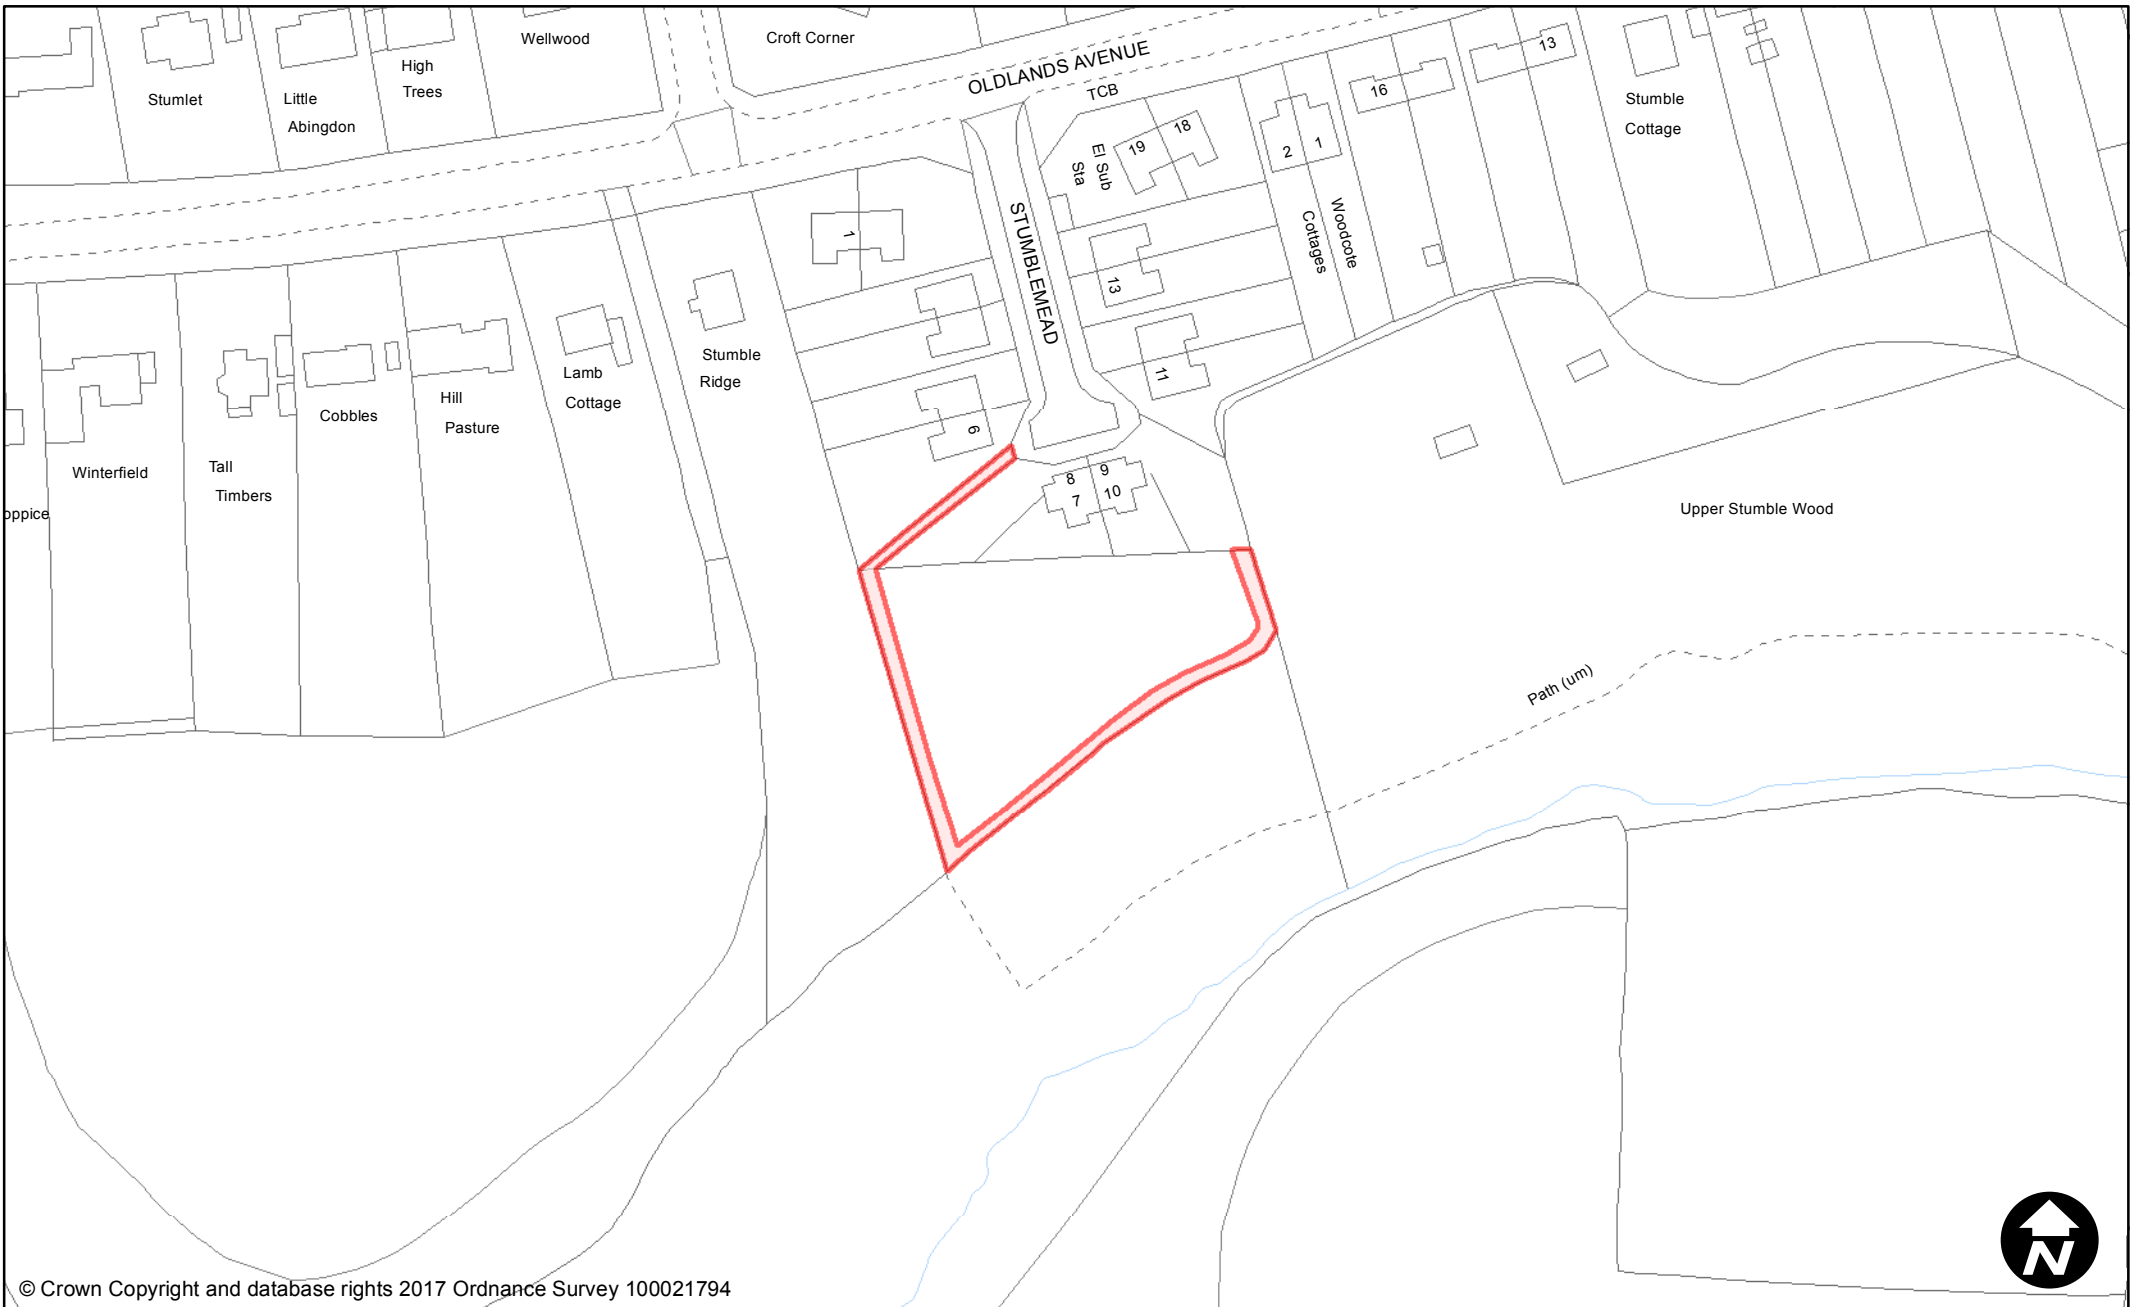 Wellwood
Croft Corner
OLDLANDS AVENUE
High
Trees
Stumlet
Little
Abingdon
TCB
16
13
Stumble
Cottage
18
19
El Sub
Sta
2
1
Woodcote
Cottages
1
STUMBLEMEAD
13
11
Stumble
Ridge
Lamb
Cottage
Hill
Pasture
Cobbles
Tall
Timbers
Winterfield
oppice
6
8
9
7
10
Upper Stumble Wood
Path (um)
N
© Crown Copyright and database rights 2017 Ordnance Survey 100021794